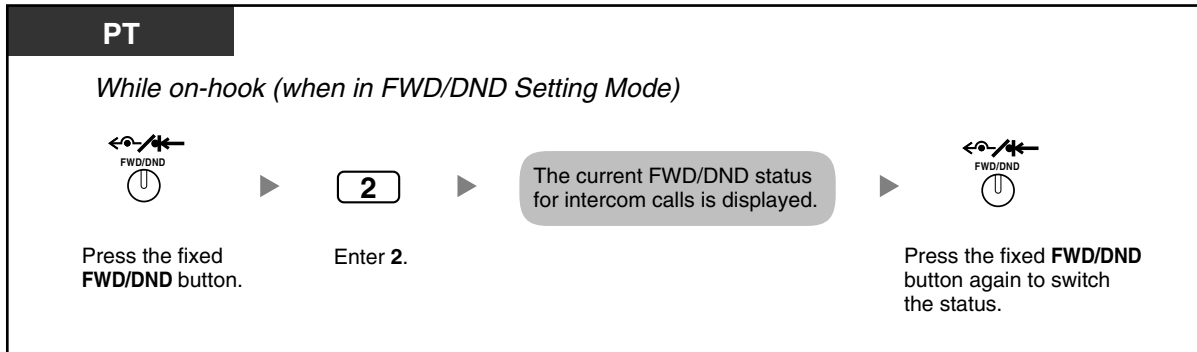 PT
While on-hook (when in FWD/DND Setting Mode)
FWD/DND
2
The current FWD/DND status
for intercom calls is displayed.
FWD/DND
Press the fixed
FWD/DND button.
Enter 2.
Press the fixed FWD/DND
button again to switch
the status.